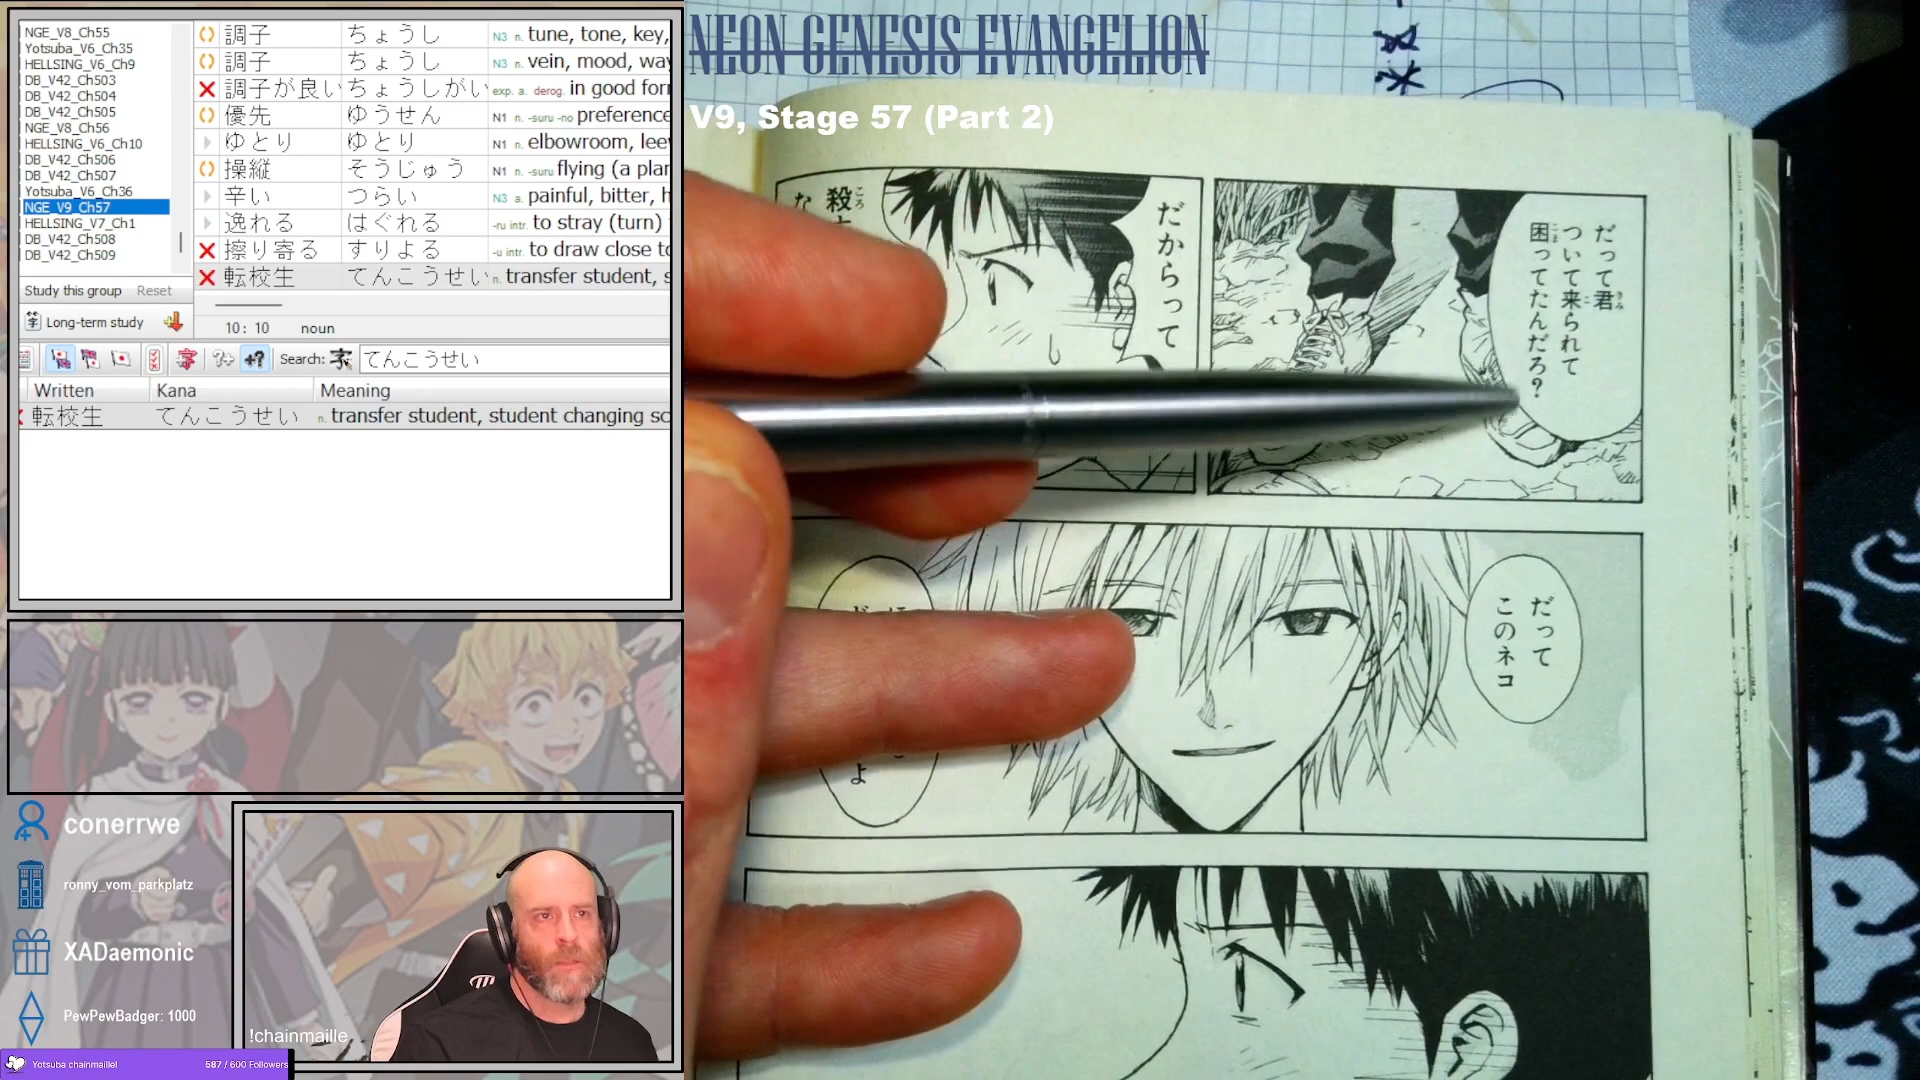 NGE_V8_Ch55
Yotsuba_V6_Ch35
HELLSING_V6_Ch9
DB_V42_Ch503
DB_V42_Ch504
DB_V42_Ch505
NGE_V8_Ch56
HELLSING_V6_Ch10
DB_V42_Ch506
DB_V42_Ch507
Yotsuba_V6_Ch36
NGE_V9_Ch57
HELLSING_V7_Ch1
DB_V42_Ch508
DB_V42_Ch509
Study this group Reset
Long-term study
調子 ちょうし N3 n. tune, tone, key,
調子 ちょうし N3 n. vein, mood, way
調子が良い ちょうしがい exp. a. derog. in good for
優先 ゆうせん N1 n. -suru -no preference
ゆとり ゆとり N1 n. elbowroom, lee
操縦 そうじゅう N1 n. -suru flying (a plan
辛い つらい N3 a. painful, bitter, h
逸れる はぐれる -ru intr. to stray (turn)
擦り寄る すりよる -u intr. to draw close to
転校生 てんこうせい n. transfer student, s
10: 10 noun
Search: てんこうせい
Written Kana Meaning
転校生 てんこうせい n. transfer student, student changing sc
conerrwe
ronny_vom_parkplatz
XADaemonic
PewPewBadger: 1000
!chainmaille
Yotsuba chainmaille! 587 / 600 Followers
NEON GENESIS EVANGELION
V9, Stage 57 (Part 2)
だって君
ついて来られて
困ってたんだろ?
だからって
殺
な
だって
このネコ
よ